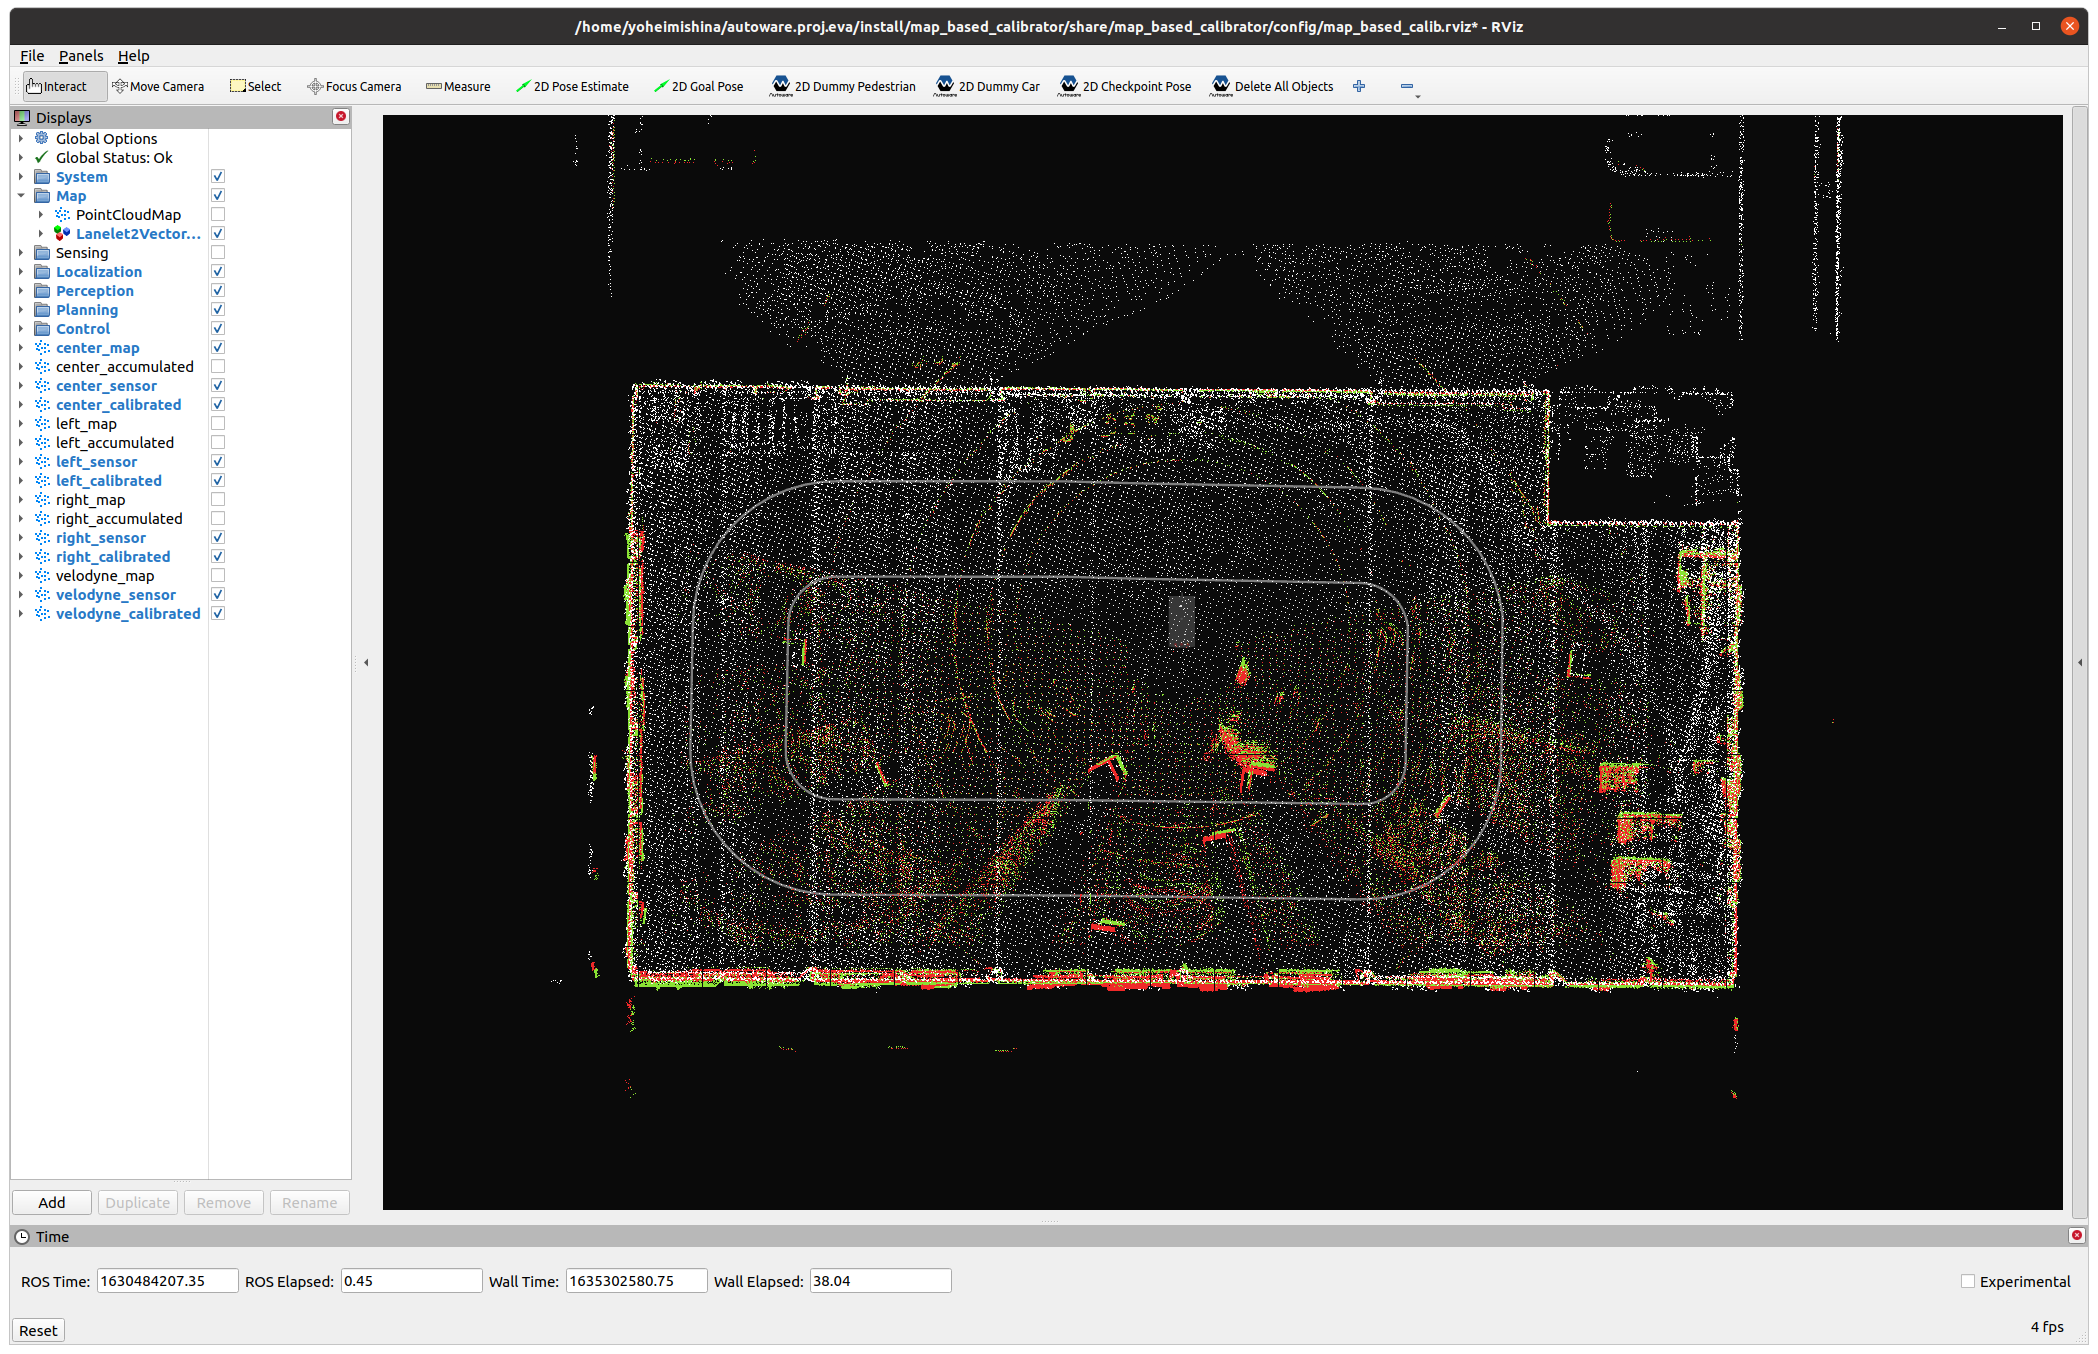 /home/yoheimishina/autoware.proj.eva/install/map_based_calibrator/share/map_based_calibrator/config/map_based_calib.rviz* - RViz
File Panels Help
Interact Move Camera Select Focus Camera Measure 2D Pose Estimate 2D Goal Pose 2D Dummy Pedestrian 2D Dummy Car 2D Checkpoint Pose Delete All Objects
Autoware Autoware Autoware Autoware
Displays
Global Options
Global Status: Ok
System
Map
PointCloudMap
Lanelet2Vector...
Sensing
Localization
Perception
Planning
Control
center_map
center_accumulated
center_sensor
center_calibrated
left_map
left_accumulated
left_sensor
left_calibrated
right_map
right_accumulated
right_sensor
right_calibrated
velodyne_map
velodyne_sensor
velodyne_calibrated
Add Duplicate Remove Rename
Time
ROS Time: 1630484207.35 ROS Elapsed: 0.45 Wall Time: 1635302580.75 Wall Elapsed: 38.04 Experimental
Reset 4 fps